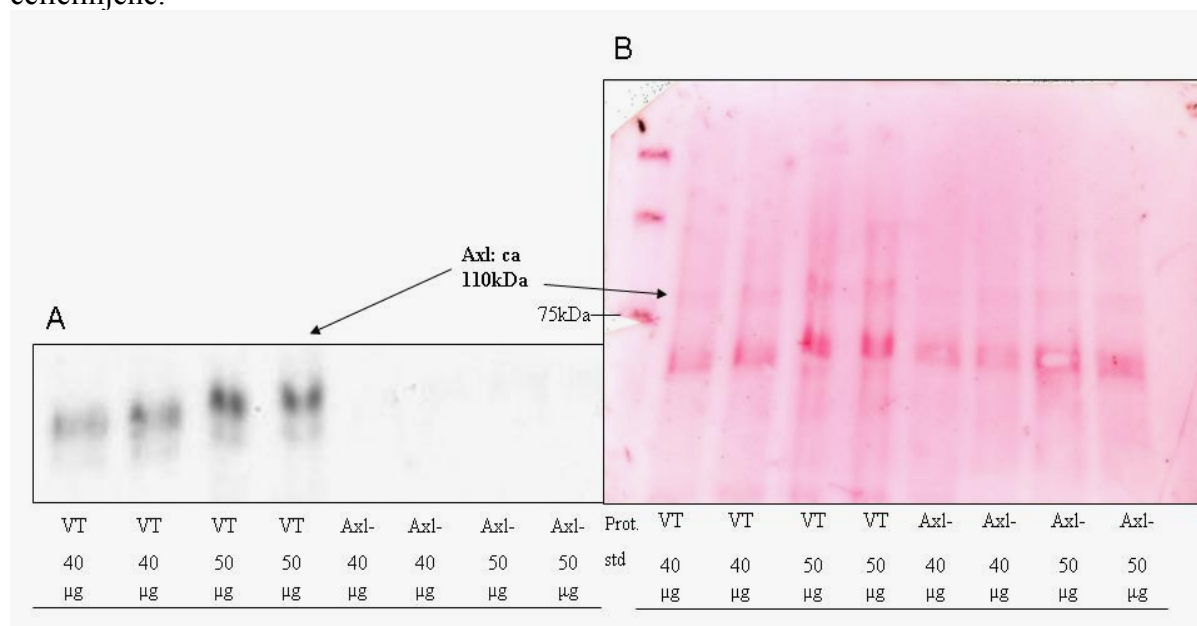 B
Axl: ca
110kDa
75kDa
A
VT VT VT VT Axl- Axl- Axl- Axl-
40 40 50 50 40 40 50 50
µg µg µg µg µg µg µg µg
Prot. VT VT VT VT Axl- Axl- Axl- Axl-
std 40 40 50 50 40 40 50 50
µg µg µg µg µg µg µg µg